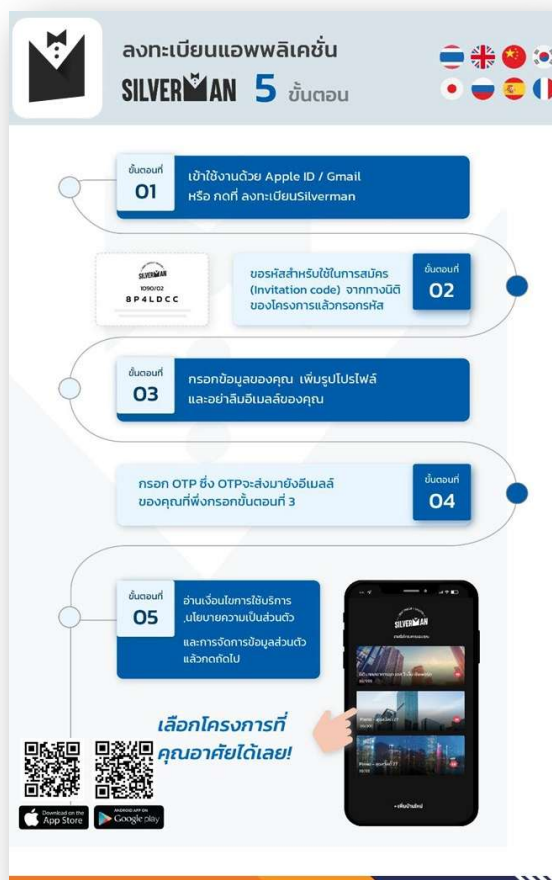 ลงทะเบียนแอพพลิเคชั่น
SILVERMAN 5 ขั้นตอน
ขั้นตอนที่
01
เข้าใช้งานด้วย Apple ID / Gmail
หรือ กดที่ ลงทะเบียนSilverman
SILVERMAN
1090/02
8P4LDCC
ขอรหัสสำหรับใช้ในการสมัคร
(Invitation code) จากทางนิติ
ของโครงการแล้วกรอกรหัส
ขั้นตอนที่
02
ขั้นตอนที่
03
กรอกข้อมูลของคุณ เพิ่มรูปโปรไฟล์
และอย่าลืมอีเมลล์ของคุณ
กรอก OTP ซึ่ง OTPจะส่งมายังอีเมลล์
ของคุณที่พึ่งกรอกขั้นตอนที่ 3
ขั้นตอนที่
04
ขั้นตอนที่
05
อ่านเงื่อนไขการใช้บริการ
,นโยบายความเป็นส่วนตัว
และการจัดการข้อมูลส่วนตัว
แล้วกดถัดไป
SILVERMAN
+เพิ่มบ้านใหม่
เลือกโครงการที่
คุณอาศัยได้เลย!
Download on the
App Store
ANDROID APP ON
Google play